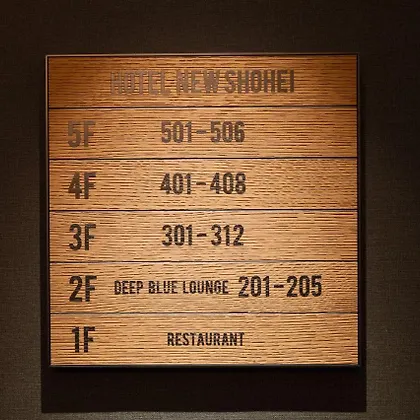 HOTEL NEW SHOHEI
5F 501-506
4F 401-408
3F 301-312
2F DEEP BLUE LOUNGE 201-205
1F RESTAURANT